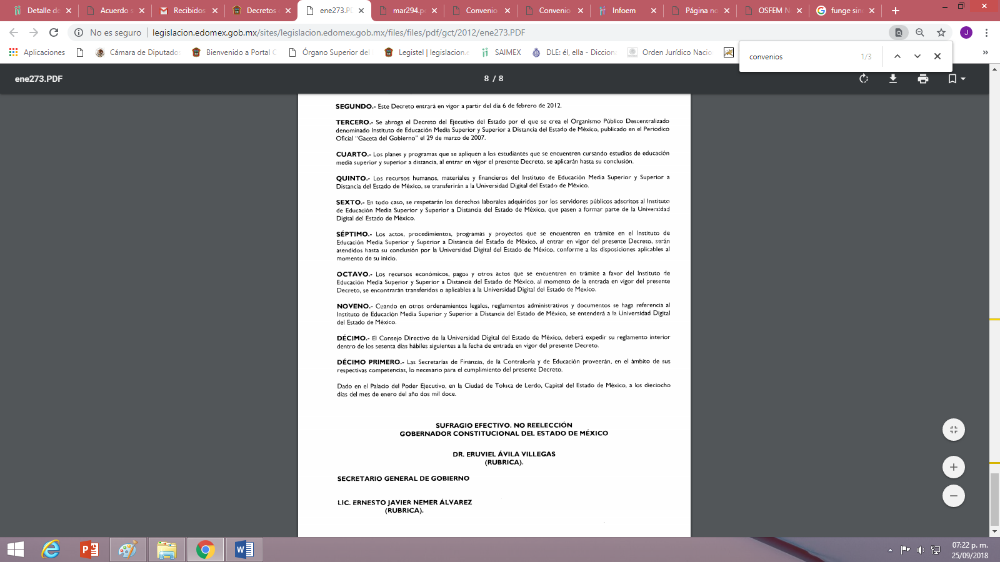 Detalle de
Acuerdo s
Recibidos
Decretos
ene273.PD
mar294.p
Convenio
Convenio
Infoem
Página no
OSFEM N
funge sin
No es seguro
legislacion.edomex.gob.mx/sites/legislacion.edomex.gob.mx/files/files/pdf/gct/2012/ene273.PDF
J
Aplicaciones
Cámara de Diputados
Bienvenido a Portal C
Órgano Superior del
Legistel | legislacion.e
SAIMEX
DLE: él, ella - Diccion
Orden Jurídico Nacio
convenios
1/3
ene273.PDF
8 / 8
SEGUNDO.- Este Decreto entrará en vigor a partir del día 6 de febrero de 2012.
TERCERO.- Se abroga el Decreto del Ejecutivo del Estado por el que se crea el Organismo Público Descentralizado
denominado Instituto de Educación Media Superior y Superior a Distancia del Estado de México, publicado en el Periódico
Oficial "Gaceta del Gobierno" el 29 de marzo de 2007.
CUARTO.- Los planes y programas que se apliquen a los estudiantes que se encuentren cursando estudios de educación
media superior y superior a distancia, al entrar en vigor el presente Decreto, se aplicarán hasta su conclusión.
QUINTO.- Los recursos humanos, materiales y financieros del Instituto de Educación Media Superior y Superior a
Distancia del Estado de México, se transferirán a la Universidad Digital del Estado de México.
SEXTO.- En todo caso, se respetarán los derechos laborales adquiridos por los servidores públicos adscritos al Instituto
de Educación Media Superior y Superior a Distancia del Estado de México, que pasen a formar parte de la Universidad
Digital del Estado de México.
SÉPTIMO.- Los actos, procedimientos, programas y proyectos que se encuentren en trámite en el Instituto de
Educación Media Superior y Superior a Distancia del Estado de México, al entrar en vigor del presente Decreto, serán
atendidos hasta su conclusión por la Universidad Digital del Estado de México, conforme a las disposiciones aplicables al
momento de su inicio.
OCTAVO.- Los recursos económicos, pagos y otros actos que se encuentren en trámite a favor del Instituto de
Educación Media Superior y Superior a Distancia del Estado de México, al momento de la entrada en vigor del presente
Decreto, se encontrarán transferidos o aplicables a la Universidad Digital del Estado de México.
NOVENO.- Cuando en otros ordenamientos legales, reglamentos administrativos y documentos se haga referencia al
Instituto de Educación Media Superior y Superior a Distancia del Estado de México, se entenderá a la Universidad Digital
del Estado de México.
DÉCIMO.- El Consejo Directivo de la Universidad Digital del Estado de México, deberá expedir su reglamento interior
dentro de los sesenta días hábiles siguientes a la fecha de entrada en vigor del presente Decreto.
DÉCIMO PRIMERO.- Las Secretarías de Finanzas, de la Contraloría y de Educación proveerán, en el ámbito de sus
respectivas competencias, lo necesario para el cumplimiento del presente Decreto.
Dado en el Palacio del Poder Ejecutivo, en la Ciudad de Toluca de Lerdo, Capital del Estado de México, a los dieciocho
días del mes de enero del año dos mil doce.
SUFRAGIO EFECTIVO. NO REELECCIÓN
GOBERNADOR CONSTITUCIONAL DEL ESTADO DE MÉXICO
DR. ERUVIEL ÁVILA VILLEGAS
(RUBRICA).
SECRETARIO GENERAL DE GOBIERNO
LIC. ERNESTO JAVIER NEMER ÁLVAREZ
(RUBRICA).
07:22 p. m.
25/09/2018